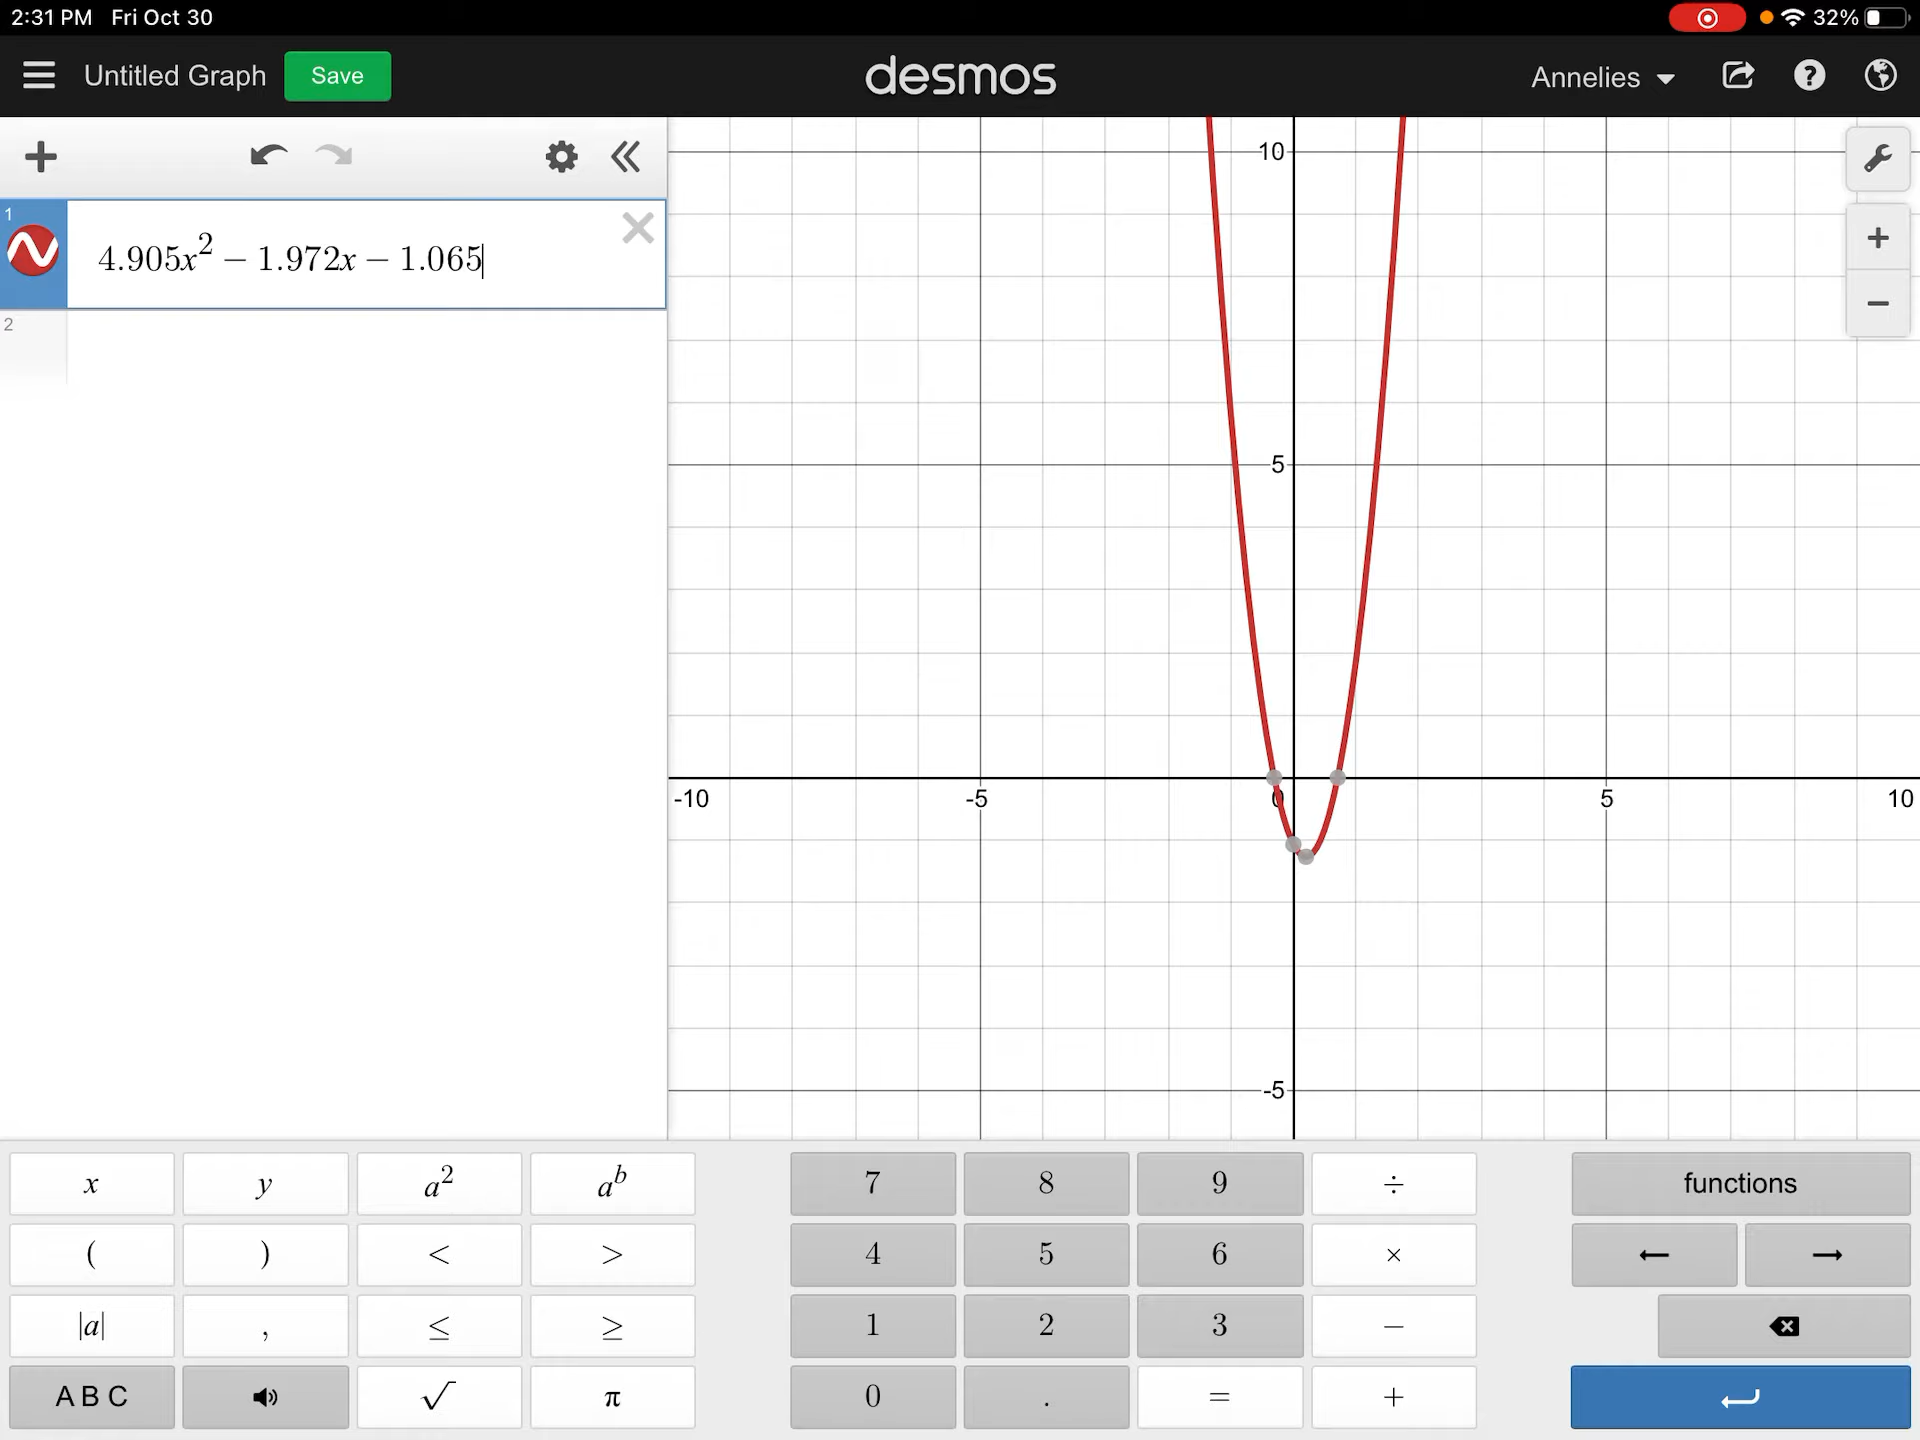 2:31 PM Fri Oct 30 32%
Untitled Graph Save desmos Annelies
1
4.905x² − 1.972x − 1.065
2
10
5
-10 -5 0 5 10
-5
x y a² aᵇ 7 8 9 ÷ functions
( ) < > 4 5 6 × ← →
|a| , ≤ ≥ 1 2 3 −
A B C √ π 0 . = +